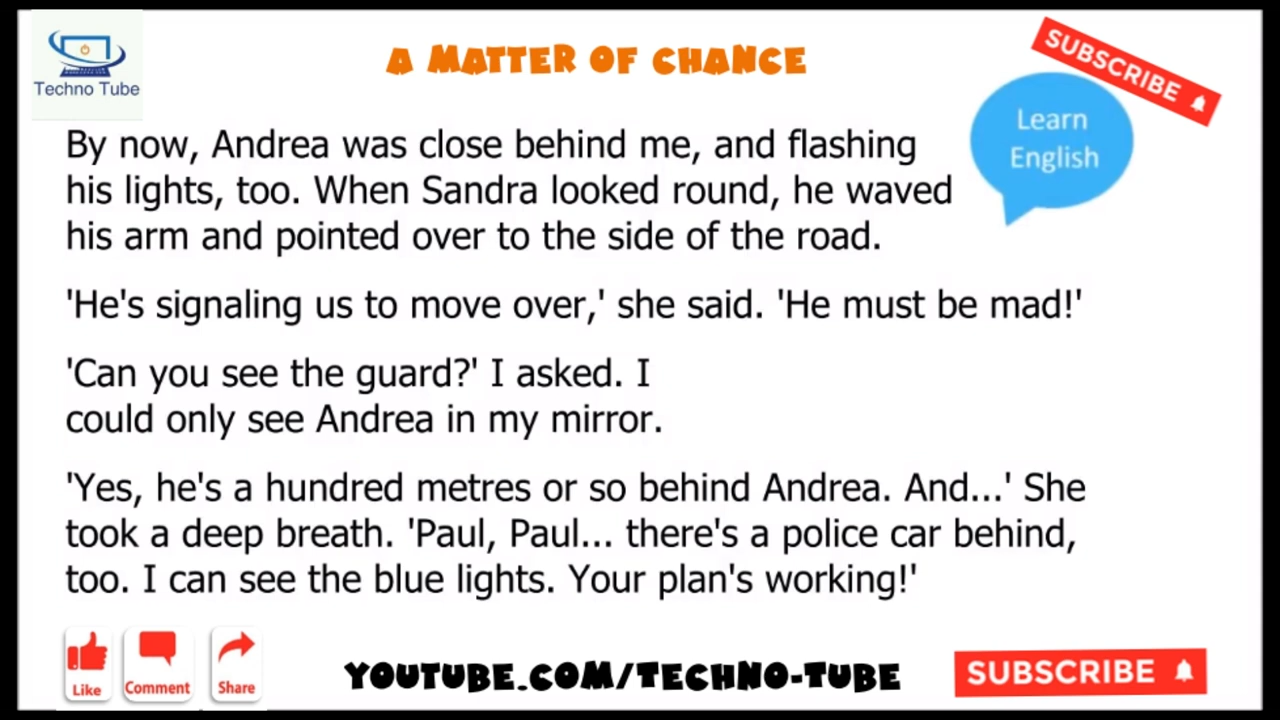 A MATTER OF CHANCE
SUBSCRIBE
Techno Tube
Learn
English
By now, Andrea was close behind me, and flashing
his lights, too. When Sandra looked round, he waved
his arm and pointed over to the side of the road.
'He's signaling us to move over,' she said. 'He must be mad!'
'Can you see the guard?' I asked. I
could only see Andrea in my mirror.
'Yes, he's a hundred metres or so behind Andrea. And...' She
took a deep breath. 'Paul, Paul... there's a police car behind,
too. I can see the blue lights. Your plan's working!'
Like
Comment
Share
YOUTUBE.COM/TECHNO-TUBE
SUBSCRIBE